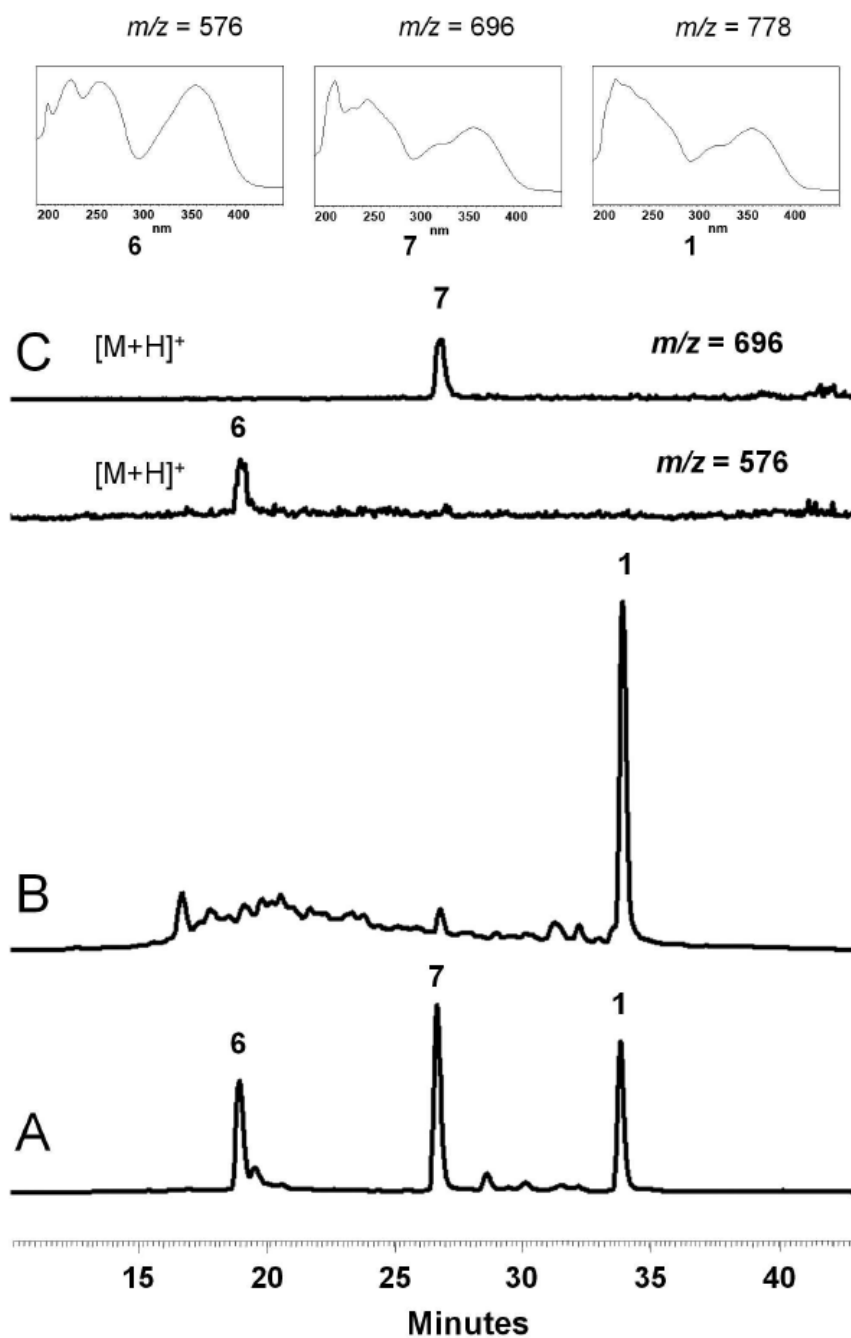 m/z = 576 m/z = 696 m/z = 778
200 250 300 350 400 200 250 300 350 400 200 250 300 350 400
nm nm nm
6 7 1
7
C [M+H]+ m/z = 696
6
[M+H]+ m/z = 576
1
B
7
6 1
A
15 20 25 30 35 40
Minutes